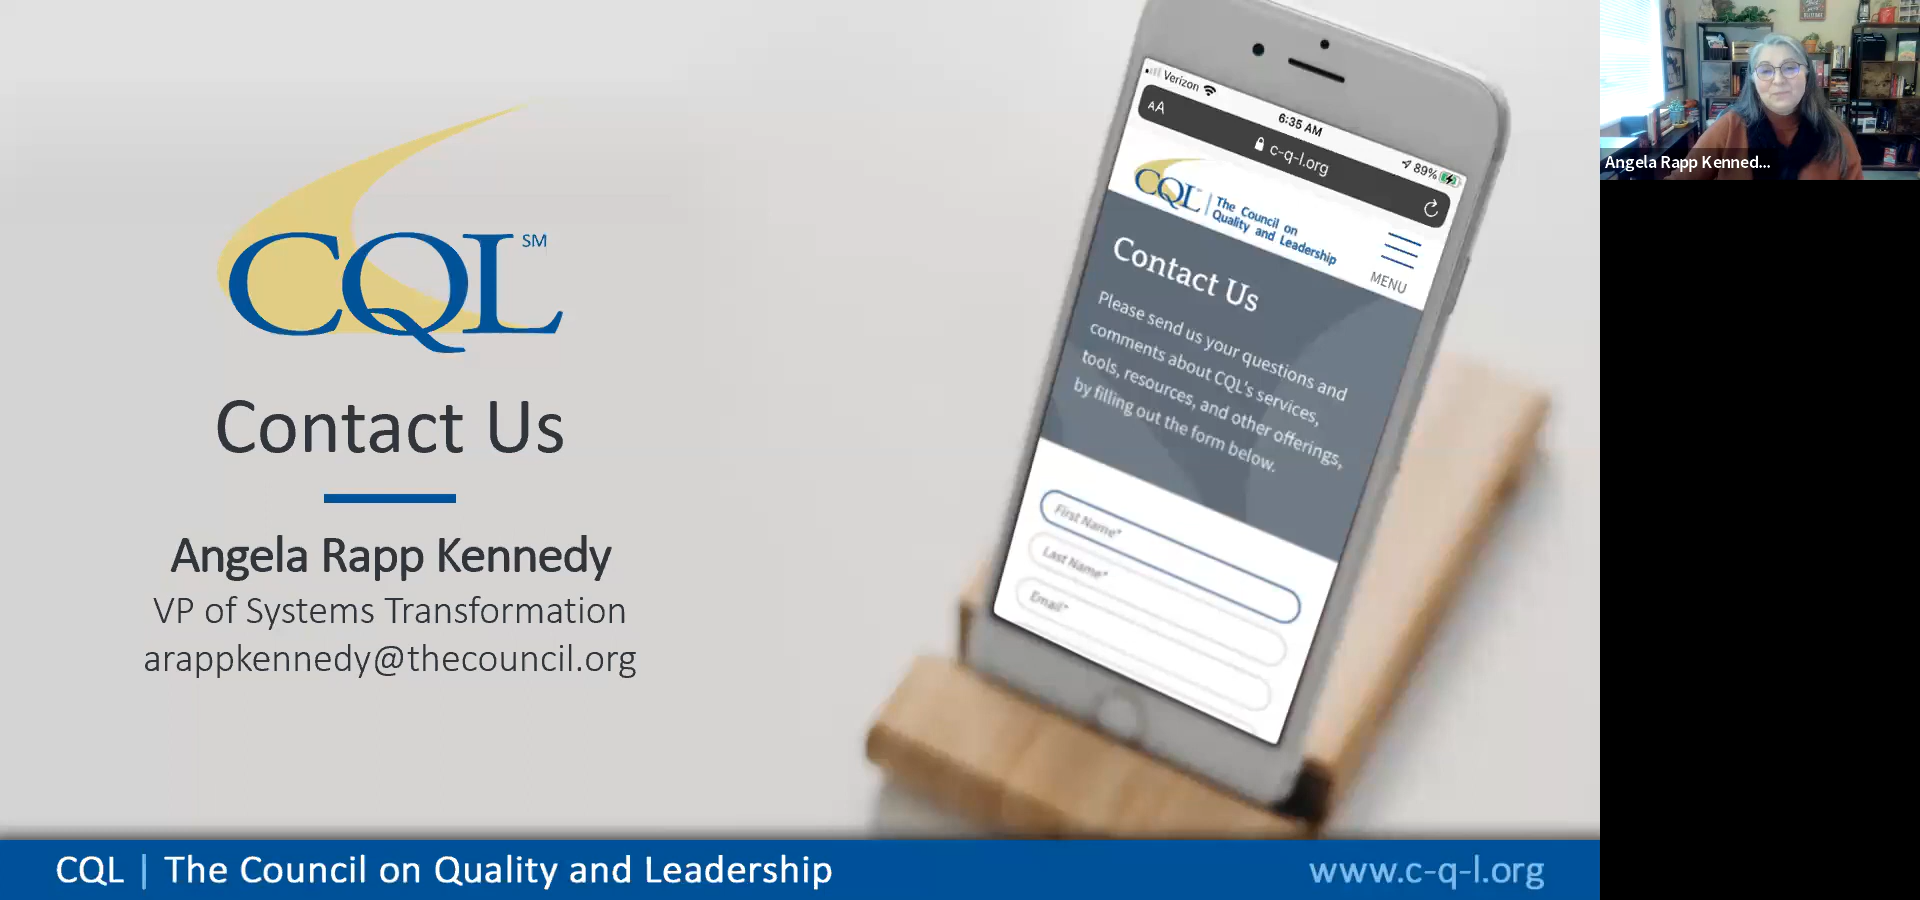 CQL SM
Contact Us
Angela Rapp Kennedy
VP of Systems Transformation
arappkennedy@thecouncil.org
Verizon
6:35 AM
89%
AA
c-q-l.org
CQL | The Council on
Quality and Leadership
MENU
Contact Us
Please send us your questions and
comments about CQL's services,
tools, resources, and other offerings,
by filling out the form below.
First Name*
Last Name*
Email*
CQL | The Council on Quality and Leadership
www.c-q-l.org
Angela Rapp Kenned...